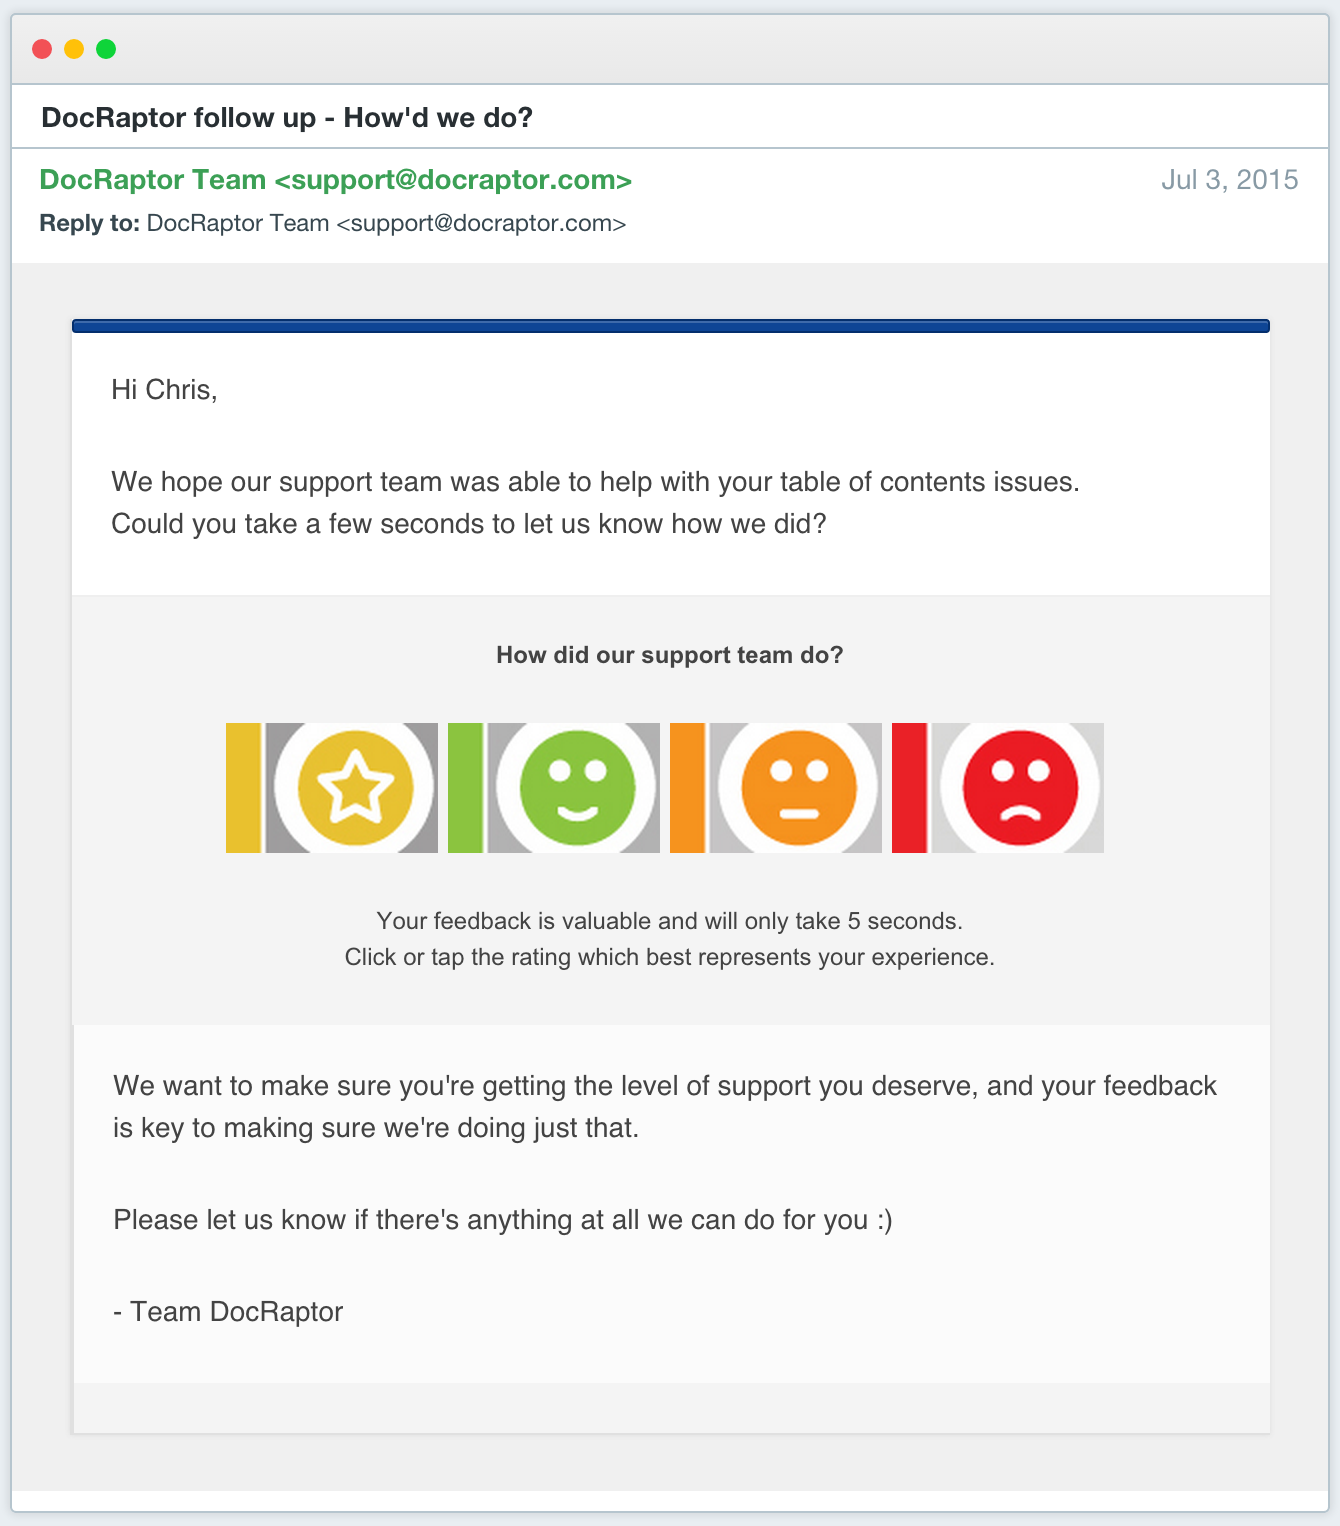 DocRaptor follow up - How'd we do?
DocRaptor Team <support@docraptor.com>
Jul 3, 2015
Reply to: DocRaptor Team <support@docraptor.com>
Hi Chris,
We hope our support team was able to help with your table of contents issues.
Could you take a few seconds to let us know how we did?
How did our support team do?
Your feedback is valuable and will only take 5 seconds.
Click or tap the rating which best represents your experience.
We want to make sure you're getting the level of support you deserve, and your feedback
is key to making sure we're doing just that.
Please let us know if there's anything at all we can do for you :)
- Team DocRaptor